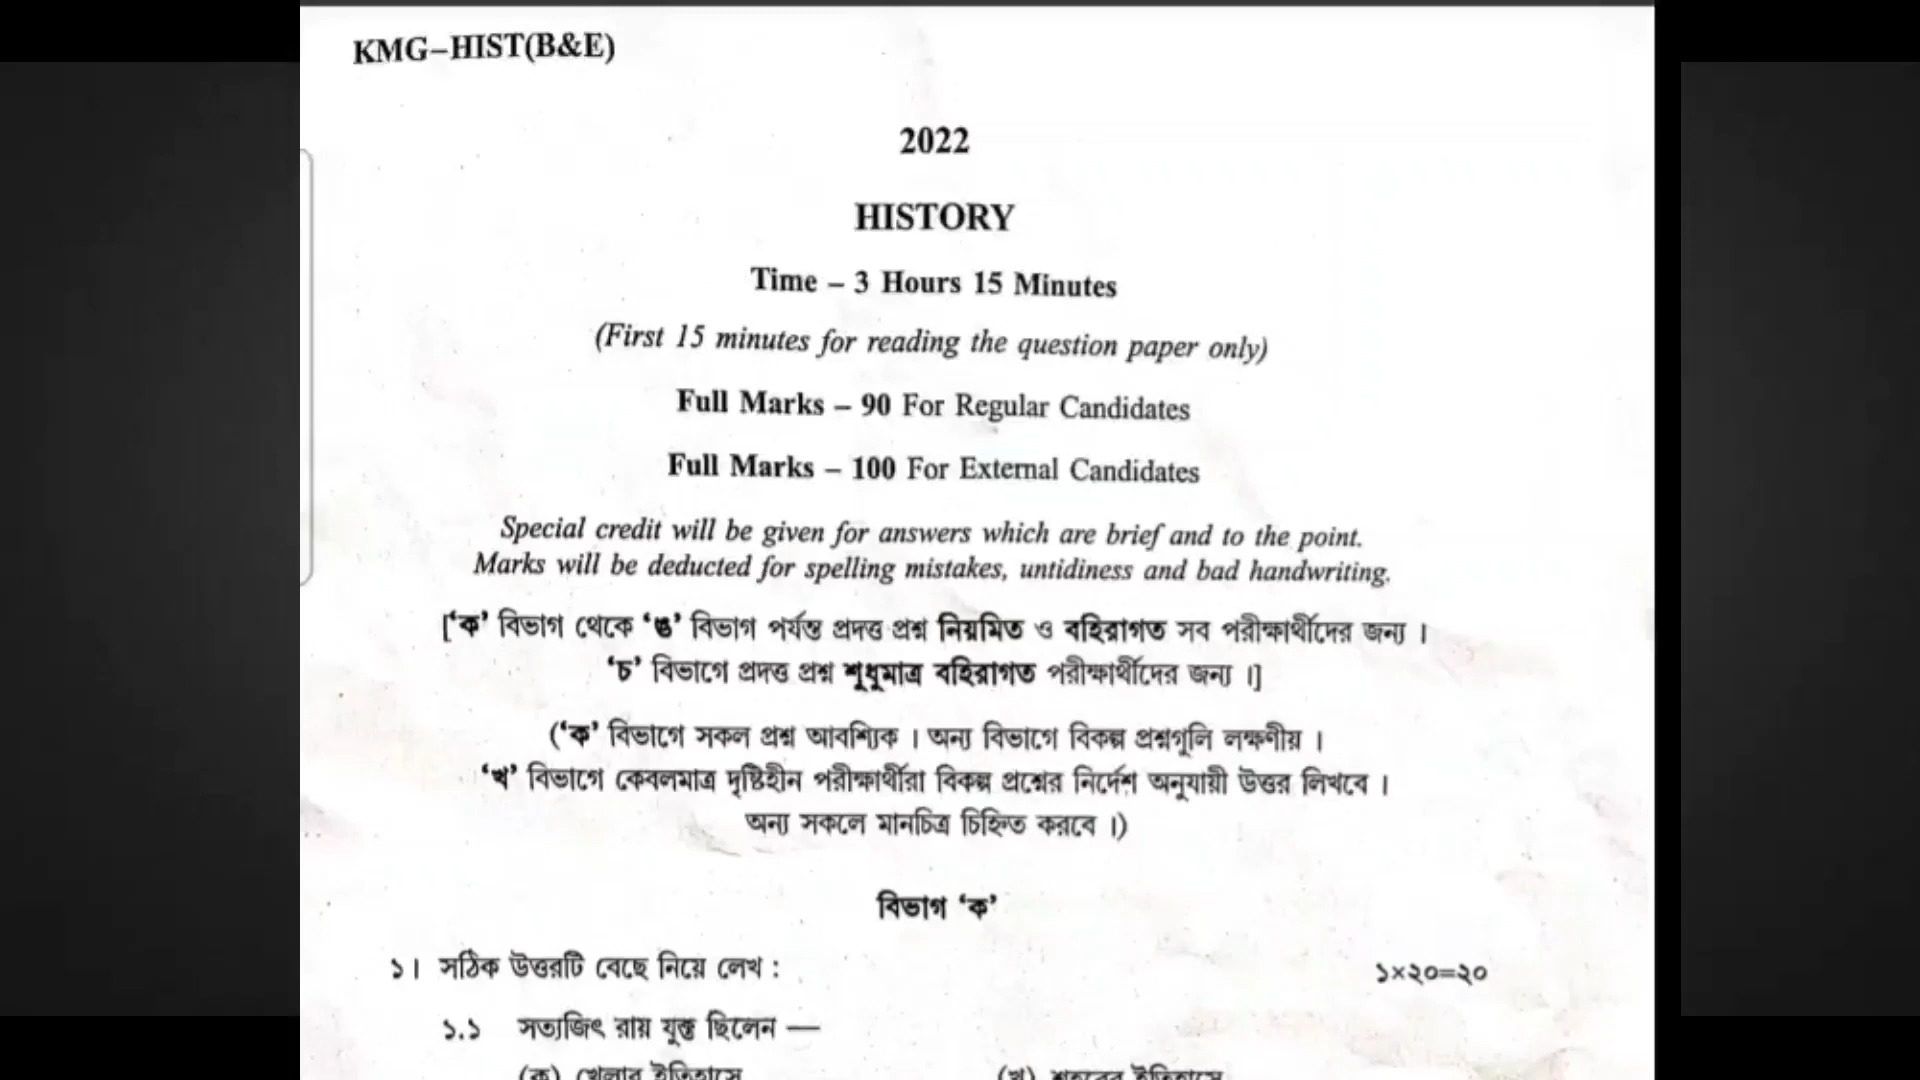 KMG–HIST(B&E)
2022
HISTORY
Time – 3 Hours 15 Minutes
(First 15 minutes for reading the question paper only)
Full Marks – 90 For Regular Candidates
Full Marks – 100 For External Candidates
Special credit will be given for answers which are brief and to the point.
Marks will be deducted for spelling mistakes, untidiness and bad handwriting.
[‘ক’ বিভাগ থেকে ‘ঙ’ বিভাগ পর্যন্ত প্রদত্ত প্রশ্ন নিয়মিত ও বহিরাগত সব পরীক্ষার্থীদের জন্য ।
‘চ’ বিভাগে প্রদত্ত প্রশ্ন শুধুমাত্র বহিরাগত পরীক্ষার্থীদের জন্য ।]
(‘ক’ বিভাগে সকল প্রশ্ন আবশ্যিক । অন্য বিভাগে বিকল্প প্রশ্নগুলি লক্ষণীয় ।
‘খ’ বিভাগে কেবলমাত্র দৃষ্টিহীন পরীক্ষার্থীরা বিকল্প প্রশ্নের নির্দেশ অনুযায়ী উত্তর লিখবে ।
অন্য সকলে মানচিত্র চিহ্নিত করবে ।)
বিভাগ ‘ক’
১। সঠিক উত্তরটি বেছে নিয়ে লেখ : ১×২০=২০
১.১ সত্যজিৎ রায় যুক্ত ছিলেন —
(ক) খেলার ইতিহাসে (খ) শহরের ইতিহাসে